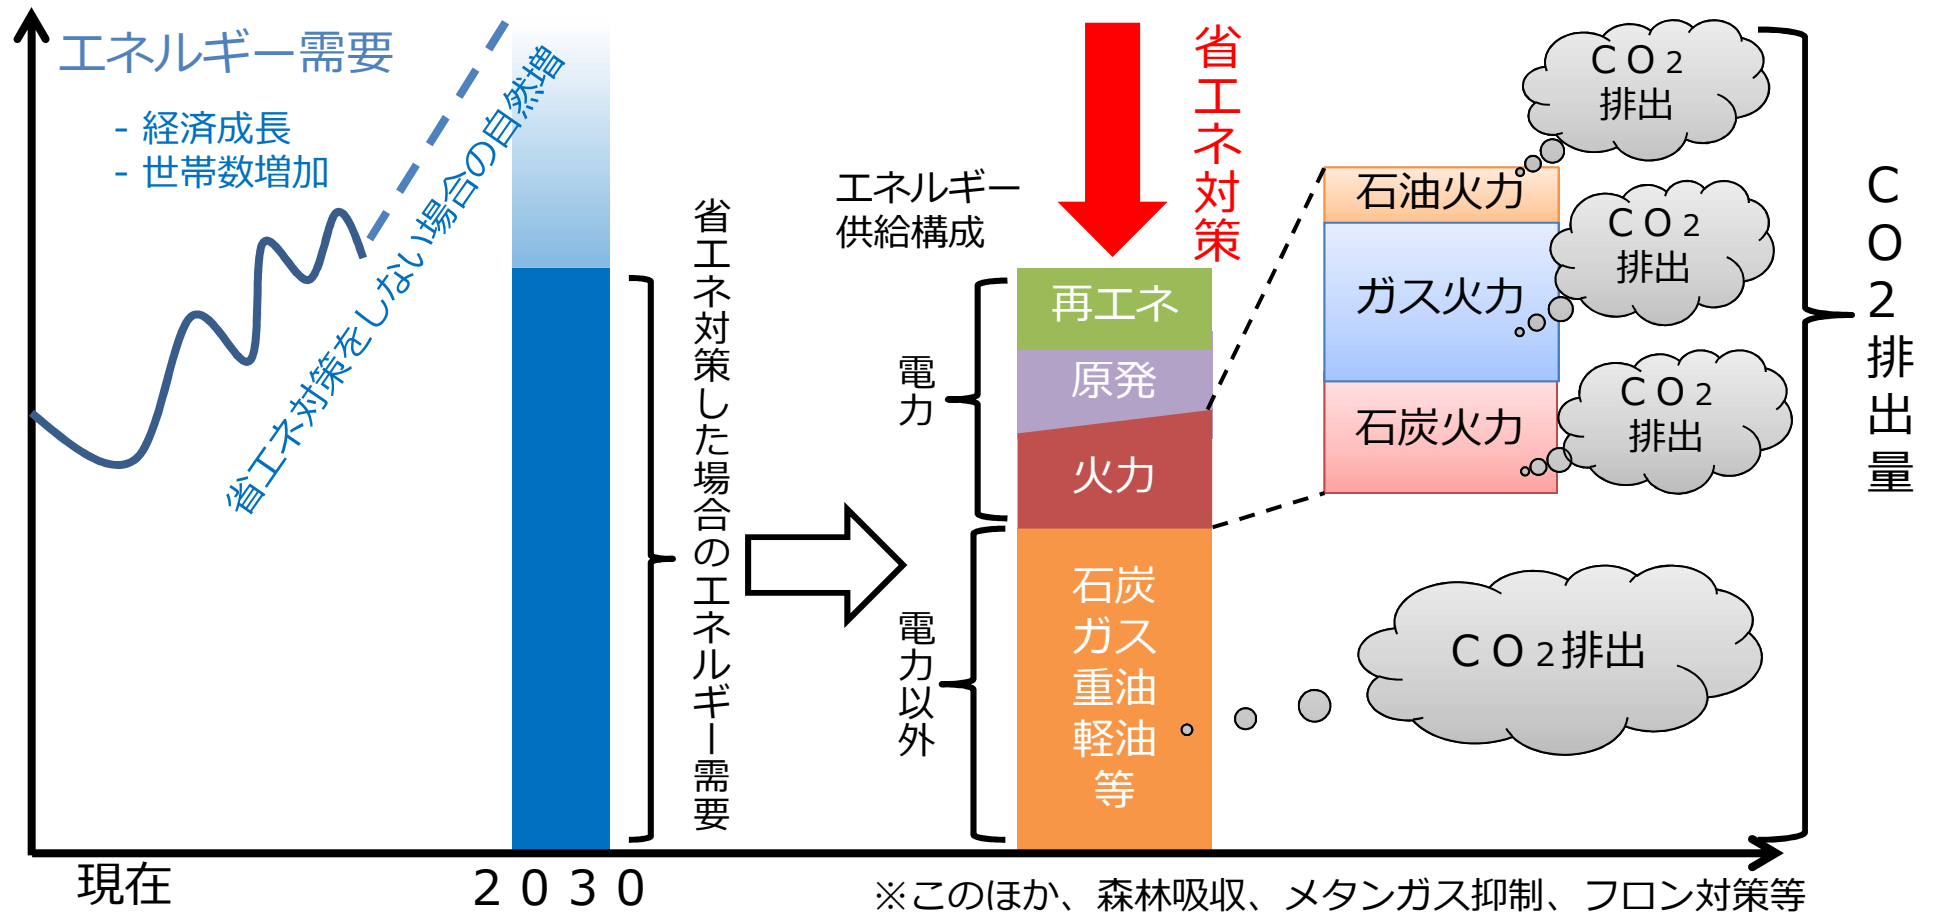 エネルギー需要
- 経済成長
- 世帯数増加
省エネ対策をしない場合の自然増
省エネ対策した場合のエネルギー需要
エネルギー
供給構成
省エネ対策
電力
電力以外
再エネ
原発
火力
石炭
ガス
重油
軽油
等
石油火力
ガス火力
石炭火力
ＣＯ２
排出
ＣＯ２
排出
ＣＯ２
排出
ＣＯ２排出
ＣＯ２排出量
現在
２０３０
※このほか、森林吸収、メタンガス抑制、フロン対策等